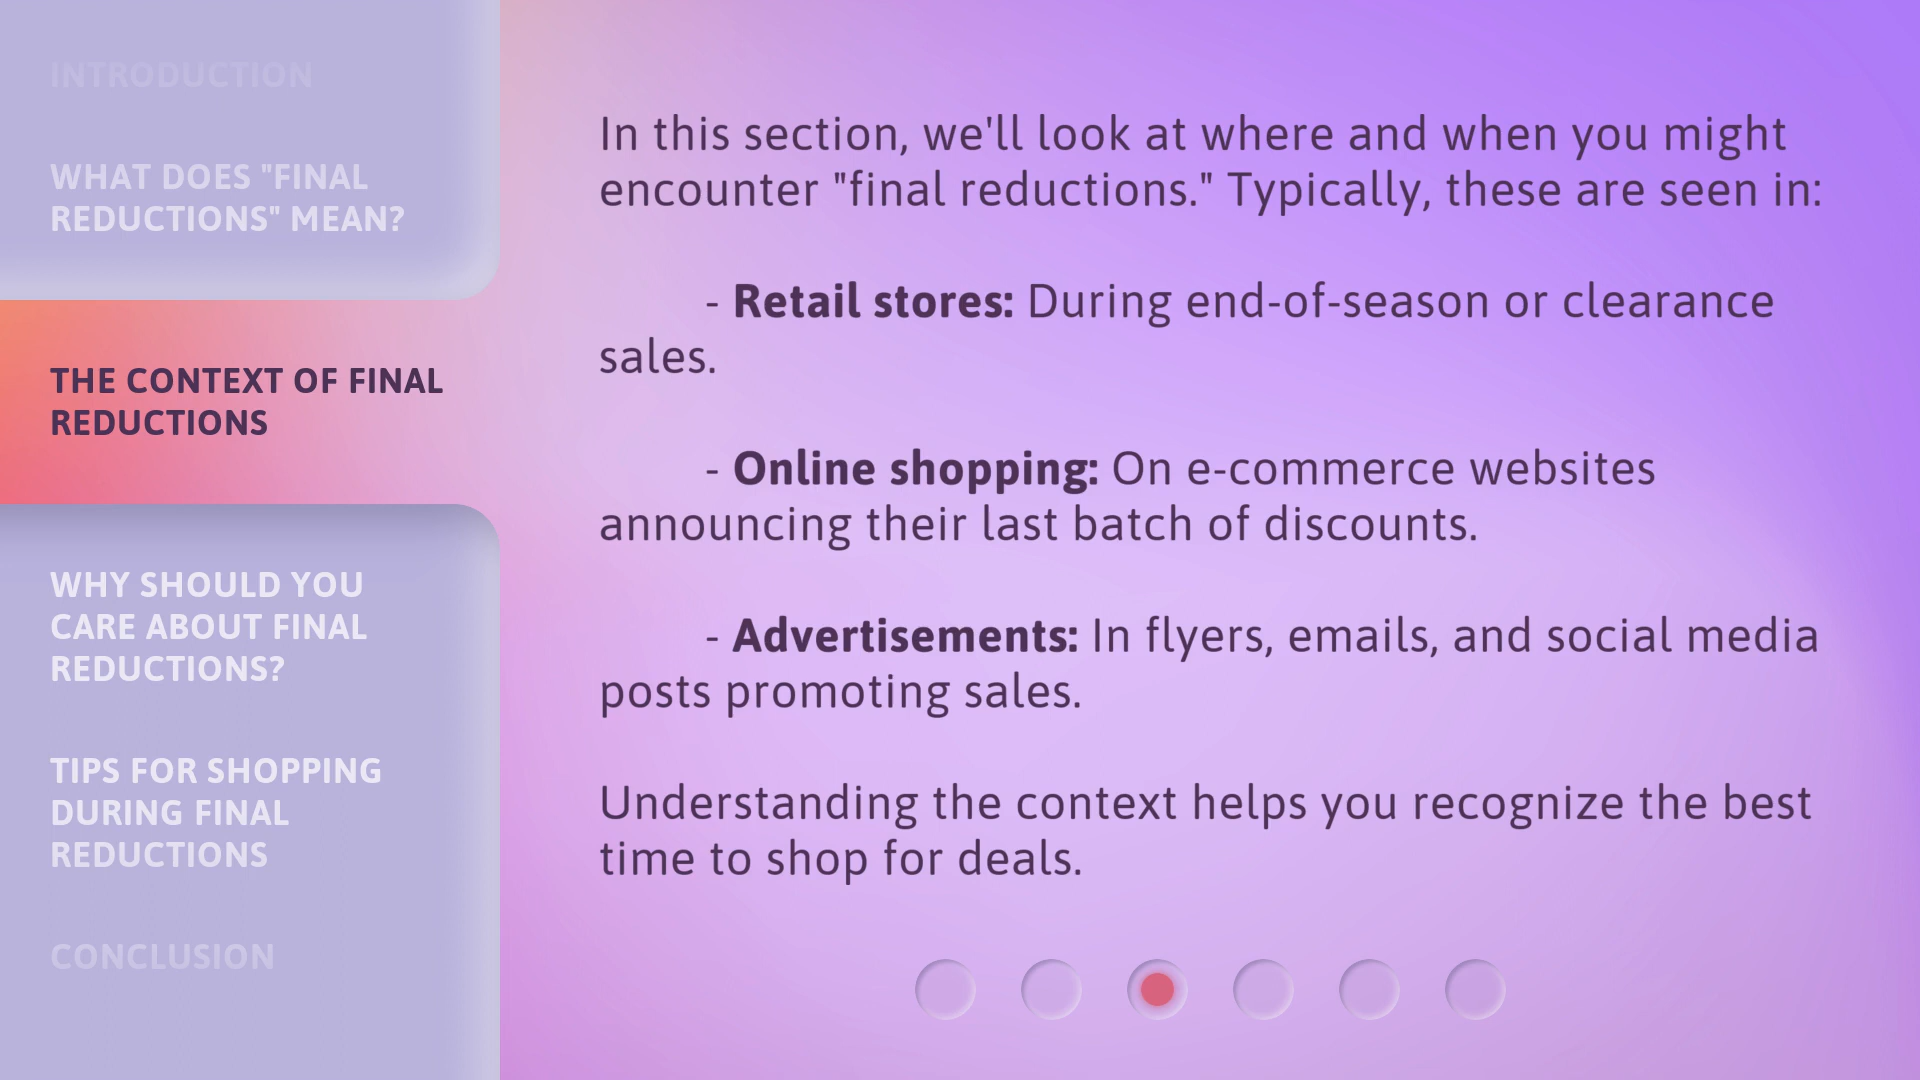 INTRODUCTION
WHAT DOES "FINAL
REDUCTIONS" MEAN?
THE CONTEXT OF FINAL
REDUCTIONS
WHY SHOULD YOU
CARE ABOUT FINAL
REDUCTIONS?
TIPS FOR SHOPPING
DURING FINAL
REDUCTIONS
CONCLUSION
In this section, we'll look at where and when you might
encounter "final reductions." Typically, these are seen in:
- Retail stores: During end-of-season or clearance
sales.
- Online shopping: On e-commerce websites
announcing their last batch of discounts.
- Advertisements: In flyers, emails, and social media
posts promoting sales.
Understanding the context helps you recognize the best
time to shop for deals.